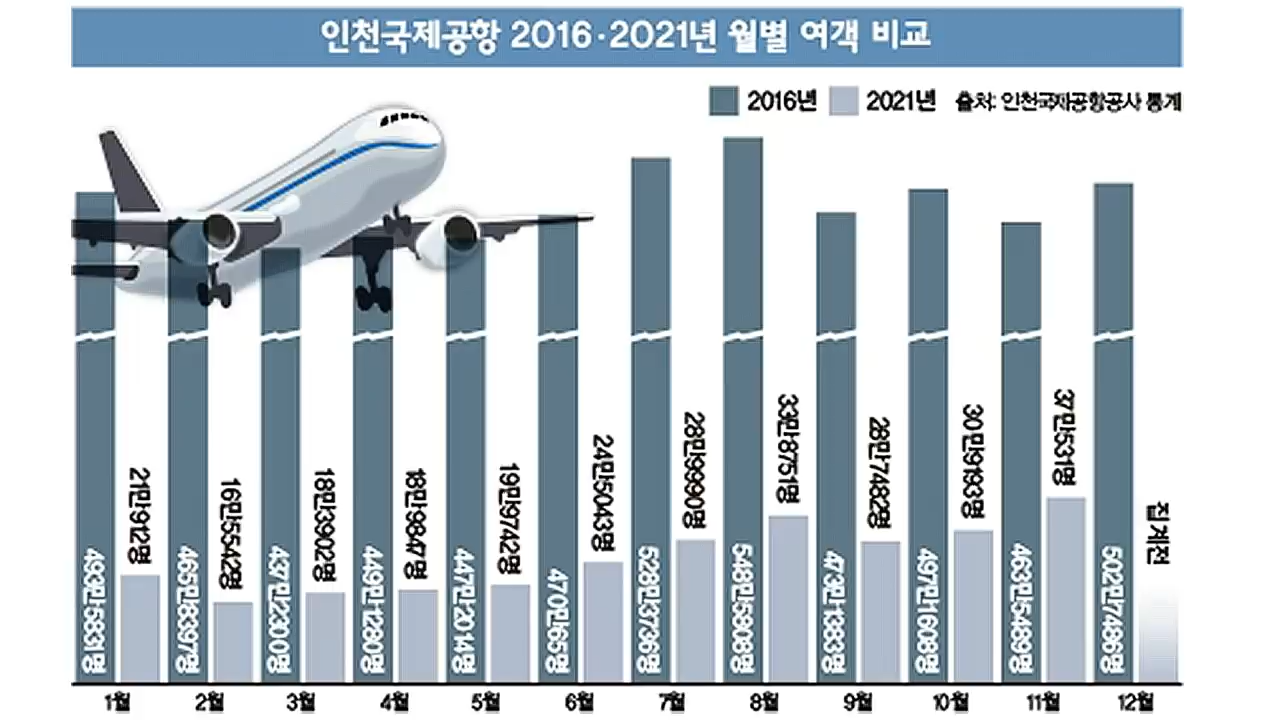 인천국제공항 2016·2021년 월별 여객 비교
2016년 2021년 출처: 인천국제공항공사 통계
493만5831명
21만912명
465만8397명
16만5542명
437만2300명
18만3902명
449만1280명
18만9847명
447만2014명
19만9742명
470만65명
24만5043명
528만3736명
28만9990명
548만5808명
33만8751명
473만1383명
28만7482명
497만1608명
30만9193명
463만5489명
37만531명
502만7486명
집계전
1월 2월 3월 4월 5월 6월 7월 8월 9월 10월 11월 12월